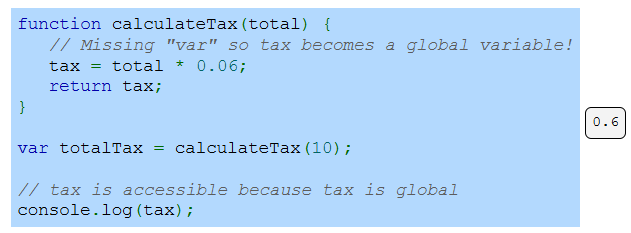 function calculateTax(total) {
   // Missing "var" so tax becomes a global variable!
   tax = total * 0.06;
   return tax;
}
var totalTax = calculateTax(10);
// tax is accessible because tax is global
console.log(tax);
0.6